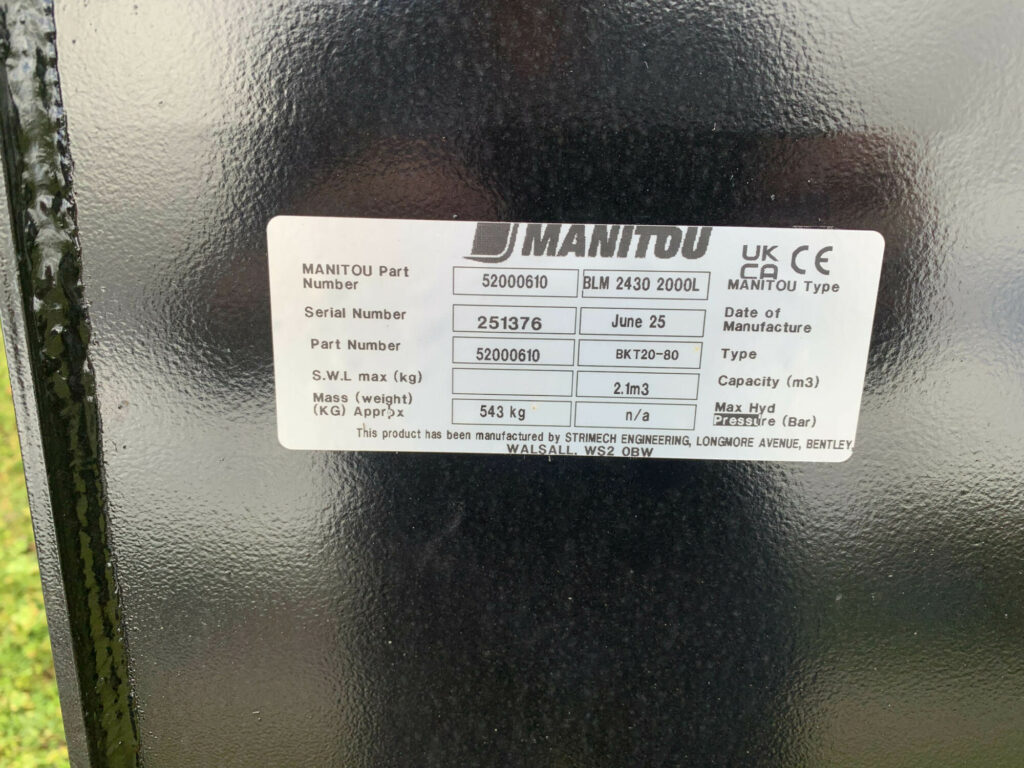 MANITOU
UK CA CE
MANITOU Part Number 52000610 BLM 2430 2000L MANITOU Type
Serial Number 251376 June 25 Date of Manufacture
Part Number 52000610 BKT20-80 Type
S.W.L max (kg) 2.1m3 Capacity (m3)
Mass (weight) (KG) Approx 543 kg n/a Max Hyd Pressure (Bar)
This product has been manufactured by STRIMECH ENGINEERING, LONGMORE AVENUE, BENTLEY,
WALSALL, WS2 0BW